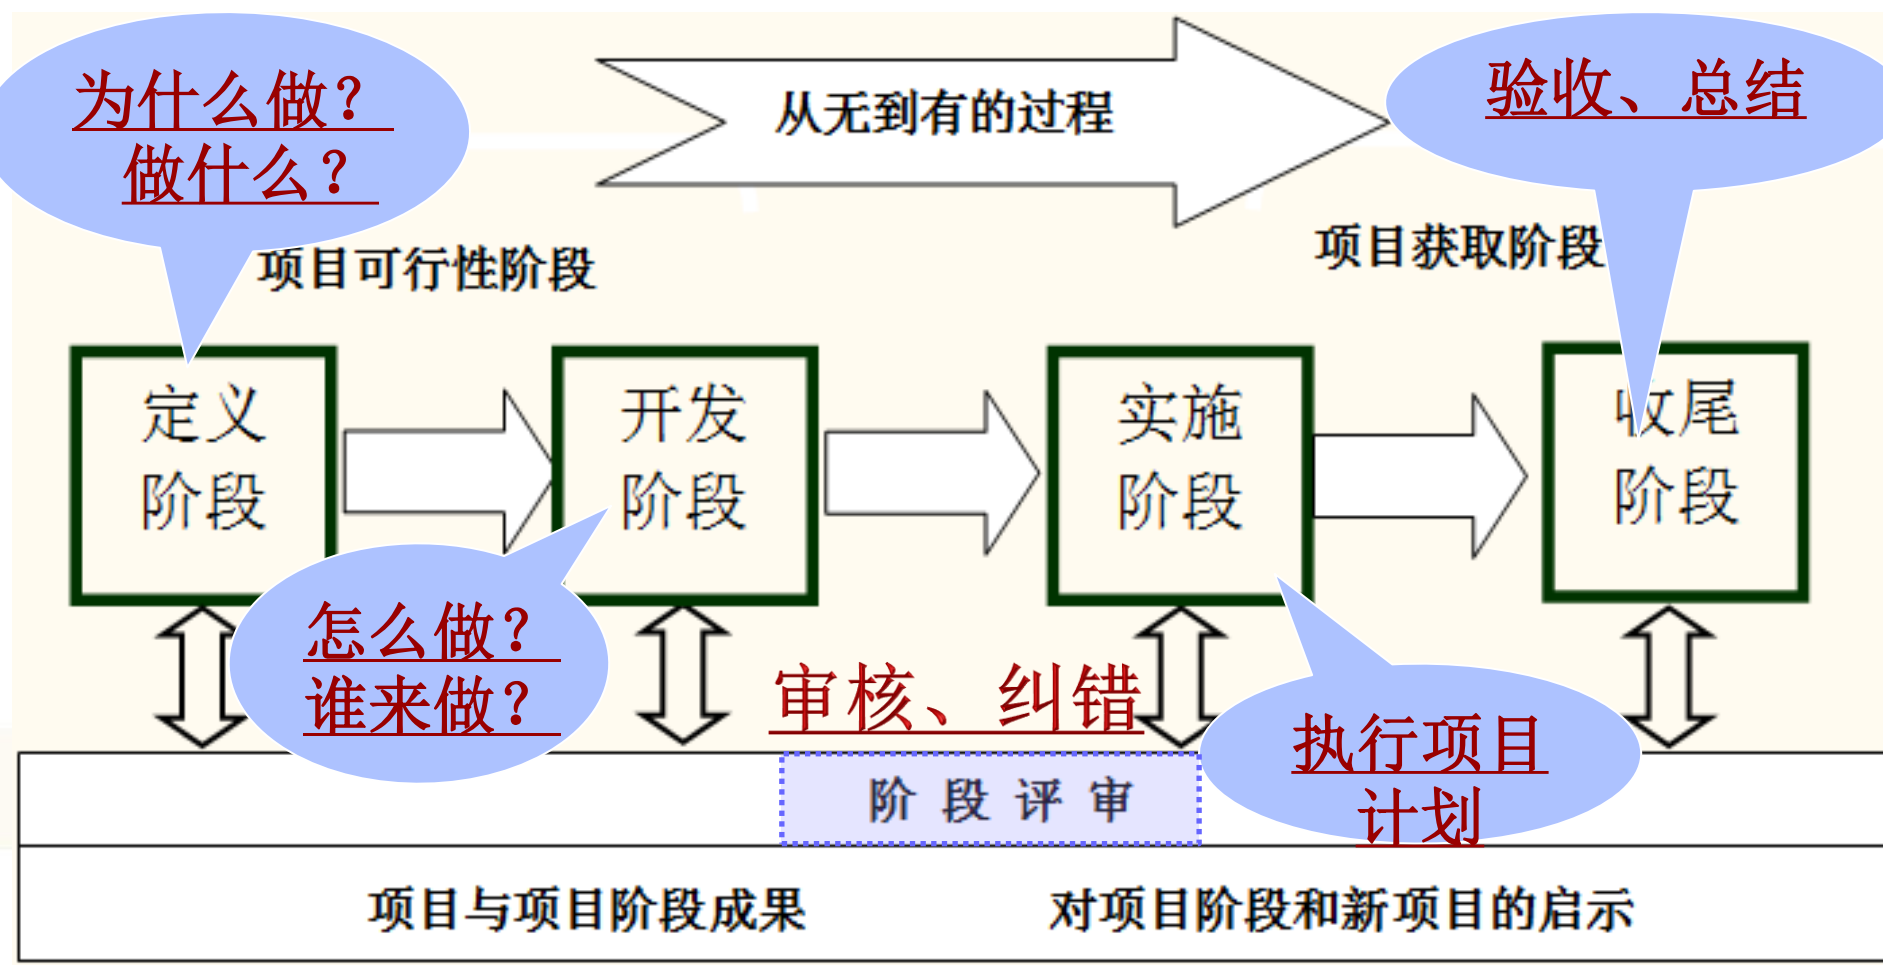 为什么做？
做什么？
从无到有的过程
验收、总结
项目可行性阶段
项目获取阶段
定义
阶段
开发
阶段
实施
阶段
收尾
阶段
怎么做？
谁来做？
审核、纠错
执行项目
计划
阶段评审
项目与项目阶段成果
对项目阶段和新项目的启示